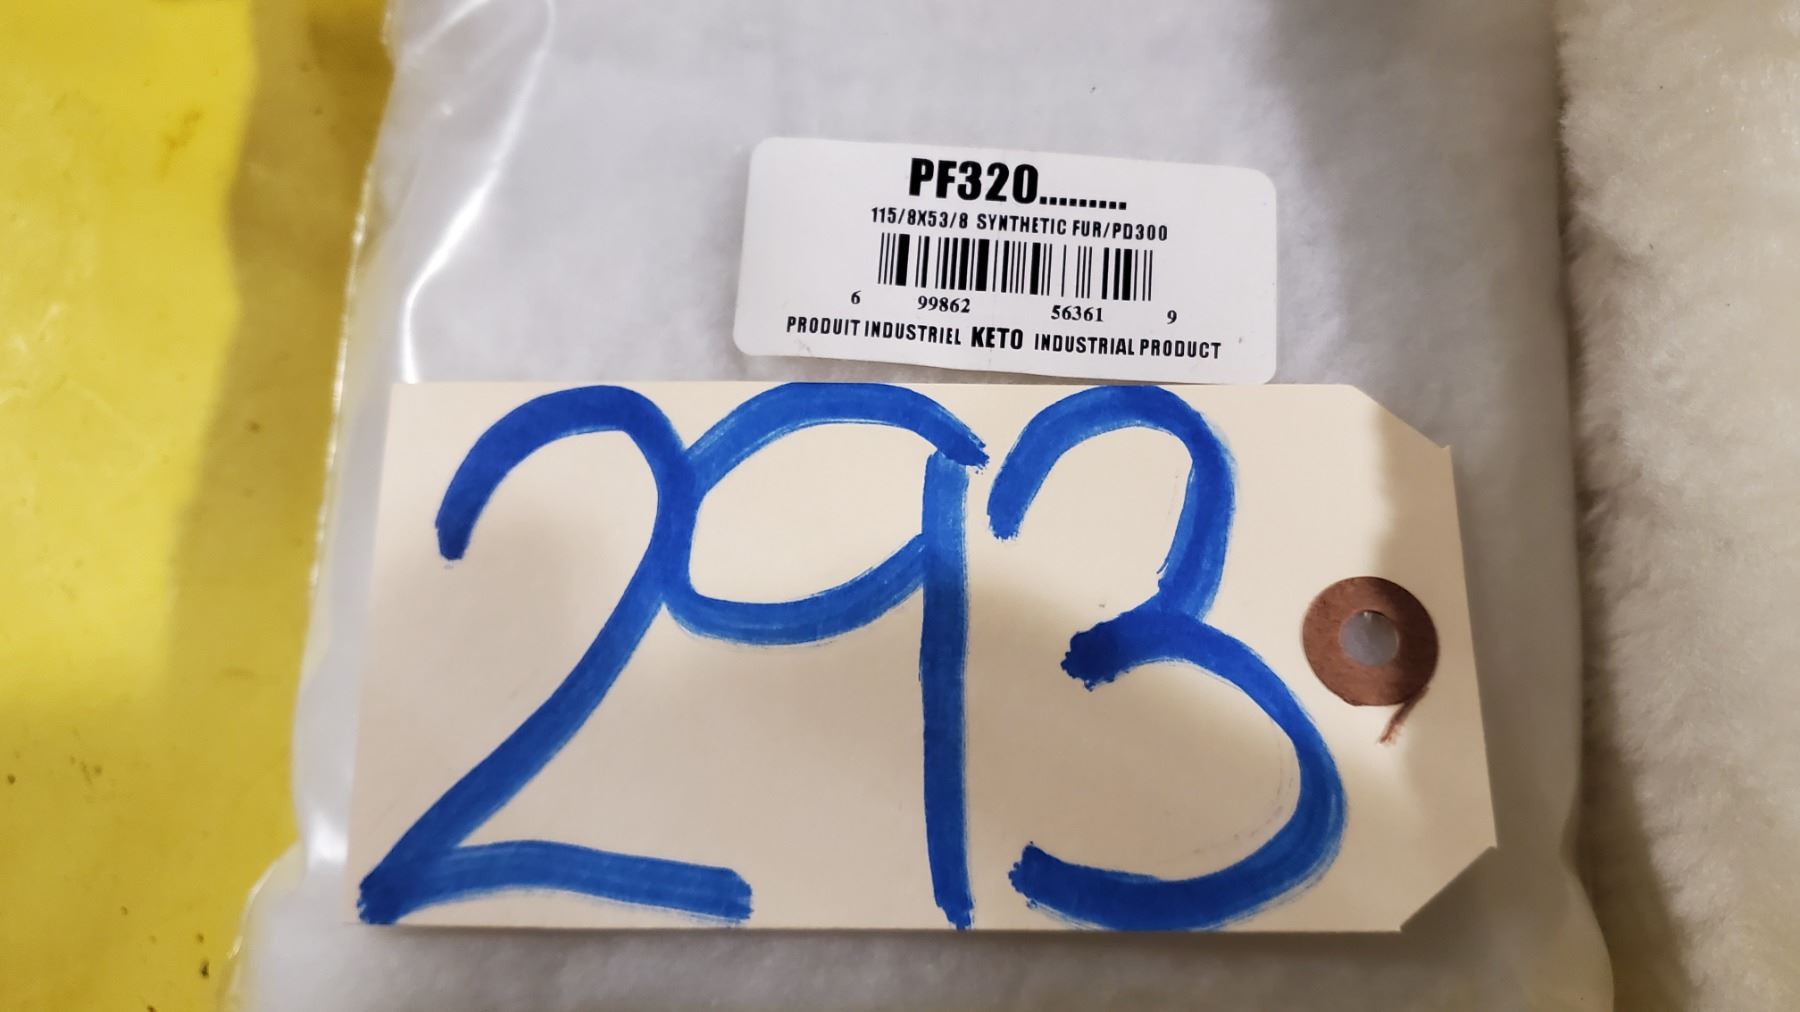 PF320.........
115/8X53/8 SYNTHETIC FUR/PD300
6 99862 56361 9
PRODUIT INDUSTRIEL KETO INDUSTRIAL PRODUCT
293